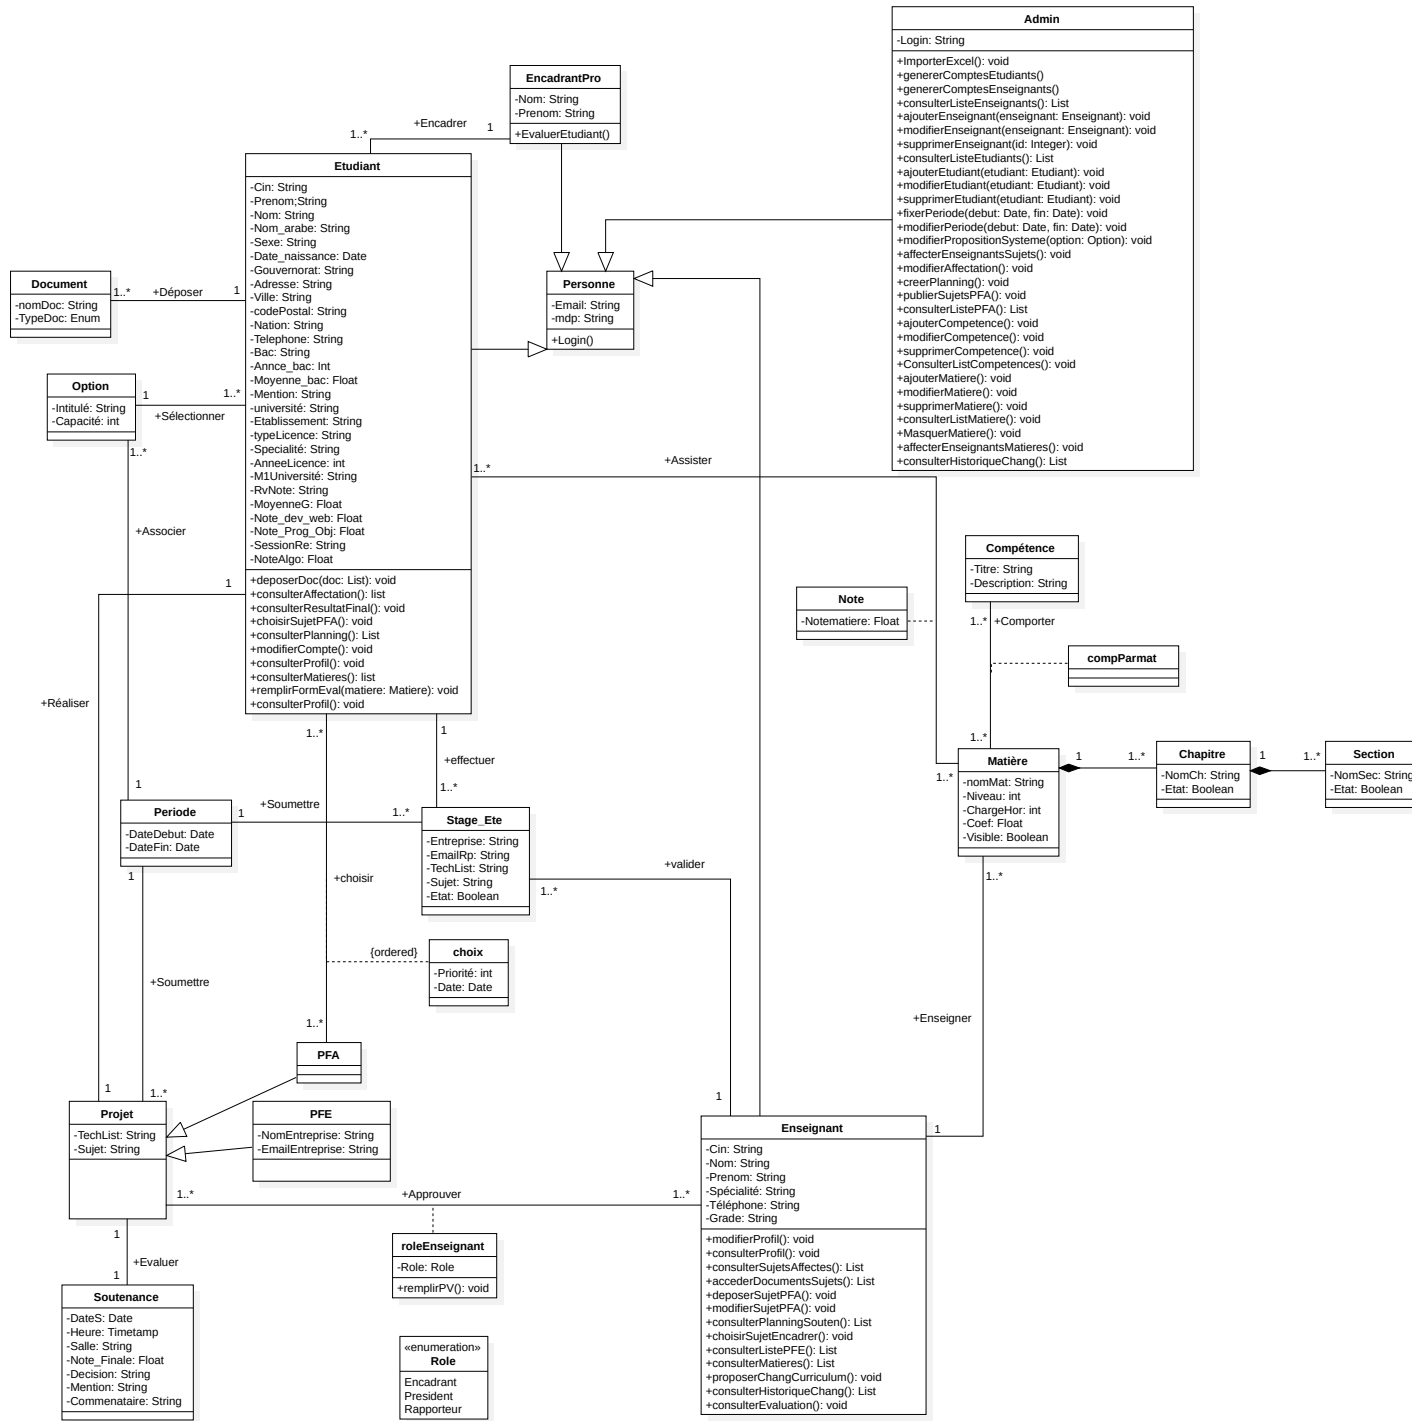 Admin
-Login: String
+ImporterExcel(): void
+genererComptesEtudiants()
+genererComptesEnseignants()
+consulterListeEnseignants(): List
+ajouterEnseignant(enseignant: Enseignant): void
+modifierEnseignant(enseignant: Enseignant): void
+supprimerEnseignant(id: Integer): void
+consulterListeEtudiants(): List
+ajouterEtudiant(etudiant: Etudiant): void
+modifierEtudiant(etudiant: Etudiant): void
+supprimerEtudiant(etudiant: Etudiant): void
+fixerPeriode(debut: Date, fin: Date): void
+modifierPeriode(debut: Date, fin: Date): void
+modifierPropositionSysteme(option: Option): void
+affecterEnseignantsSujets(): void
+modifierAffectation(): void
+creerPlanning(): void
+publierSujetsPFA(): void
+consulterListePFA(): List
+ajouterCompetence(): void
+modifierCompetence(): void
+supprimerCompetence(): void
+ConsulterListCompetences(): void
+ajouterMatiere(): void
+modifierMatiere(): void
+supprimerMatiere(): void
+consulterListMatiere(): void
+MasquerMatiere(): void
+affecterEnseignantsMatieres(): void
+consulterHistoriqueChang(): List
EncadrantPro
-Nom: String
-Prenom: String
+EvaluerEtudiant()
+Encadrer
1
1..*
Etudiant
-Cin: String
-Prenom;String
-Nom: String
-Nom_arabe: String
-Sexe: String
-Date_naissance: Date
-Gouvernorat: String
-Adresse: String
-Ville: String
-codePostal: String
-Nation: String
-Telephone: String
-Bac: String
-Annce_bac: Int
-Moyenne_bac: Float
-Mention: String
-université: String
-Etablissement: String
-typeLicence: String
-Specialité: String
-AnneeLicence: int
-M1Université: String
-RvNote: String
-MoyenneG: Float
-Note_dev_web: Float
-Note_Prog_Obj: Float
-SessionRe: String
-NoteAlgo: Float
+deposerDoc(doc: List): void
+consulterAffectation(): list
+consulterResultatFinal(): void
+choisirSujetPFA(): void
+consulterPlanning(): List
+modifierCompte(): void
+consulterProfil(): void
+consulterMatieres(): list
+remplirFormEval(matiere: Matiere): void
+consulterProfil(): void
Personne
-Email: String
-mdp: String
+Login()
Document
-nomDoc: String
-TypeDoc: Enum
1..*
+Déposer
1
Option
-Intitulé: String
-Capacité: int
1
1..*
+Sélectionner
1..*
+Associer
1
1..*
+Assister
1..*
1
+Réaliser
1
Compétence
-Titre: String
-Description: String
1..*
+Comporter
1..*
Note
-Notematiere: Float
compParmat
Matière
-nomMat: String
-Niveau: int
-ChargeHor: int
-Coef: Float
-Visible: Boolean
1
1..*
Chapitre
-NomCh: String
-Etat: Boolean
1
1..*
Section
-NomSec: String
-Etat: Boolean
1..*
+choisir
1..*
1
+effectuer
1..*
Periode
-DateDebut: Date
-DateFin: Date
+Soumettre
1
1..*
Stage_Ete
-Entreprise: String
-EmailRp: String
-TechList: String
-Sujet: String
-Etat: Boolean
+valider
1..*
1
1
+Soumettre
1..*
{ordered}
choix
-Priorité: int
-Date: Date
1..*
+Enseigner
1
PFA
PFE
-NomEntreprise: String
-EmailEntreprise: String
Projet
-TechList: String
-Sujet: String
1..*
+Approuver
1..*
Enseignant
-Cin: String
-Nom: String
-Prenom: String
-Spécialité: String
-Téléphone: String
-Grade: String
+modifierProfil(): void
+consulterProfil(): void
+consulterSujetsAffectes(): List
+accederDocumentsSujets(): List
+deposerSujetPFA(): void
+modifierSujetPFA(): void
+consulterPlanningSouten(): List
+choisirSujetEncadrer(): void
+consulterListePFE(): List
+consulterMatieres(): List
+proposerChangCurriculum(): void
+consulterHistoriqueChang(): List
+consulterEvaluation(): void
roleEnseignant
-Role: Role
+remplirPV(): void
1
+Evaluer
1
Soutenance
-DateS: Date
-Heure: Timetamp
-Salle: String
-Note_Finale: Float
-Decision: String
-Mention: String
-Commenataire: String
«enumeration»
Role
Encadrant
President
Rapporteur